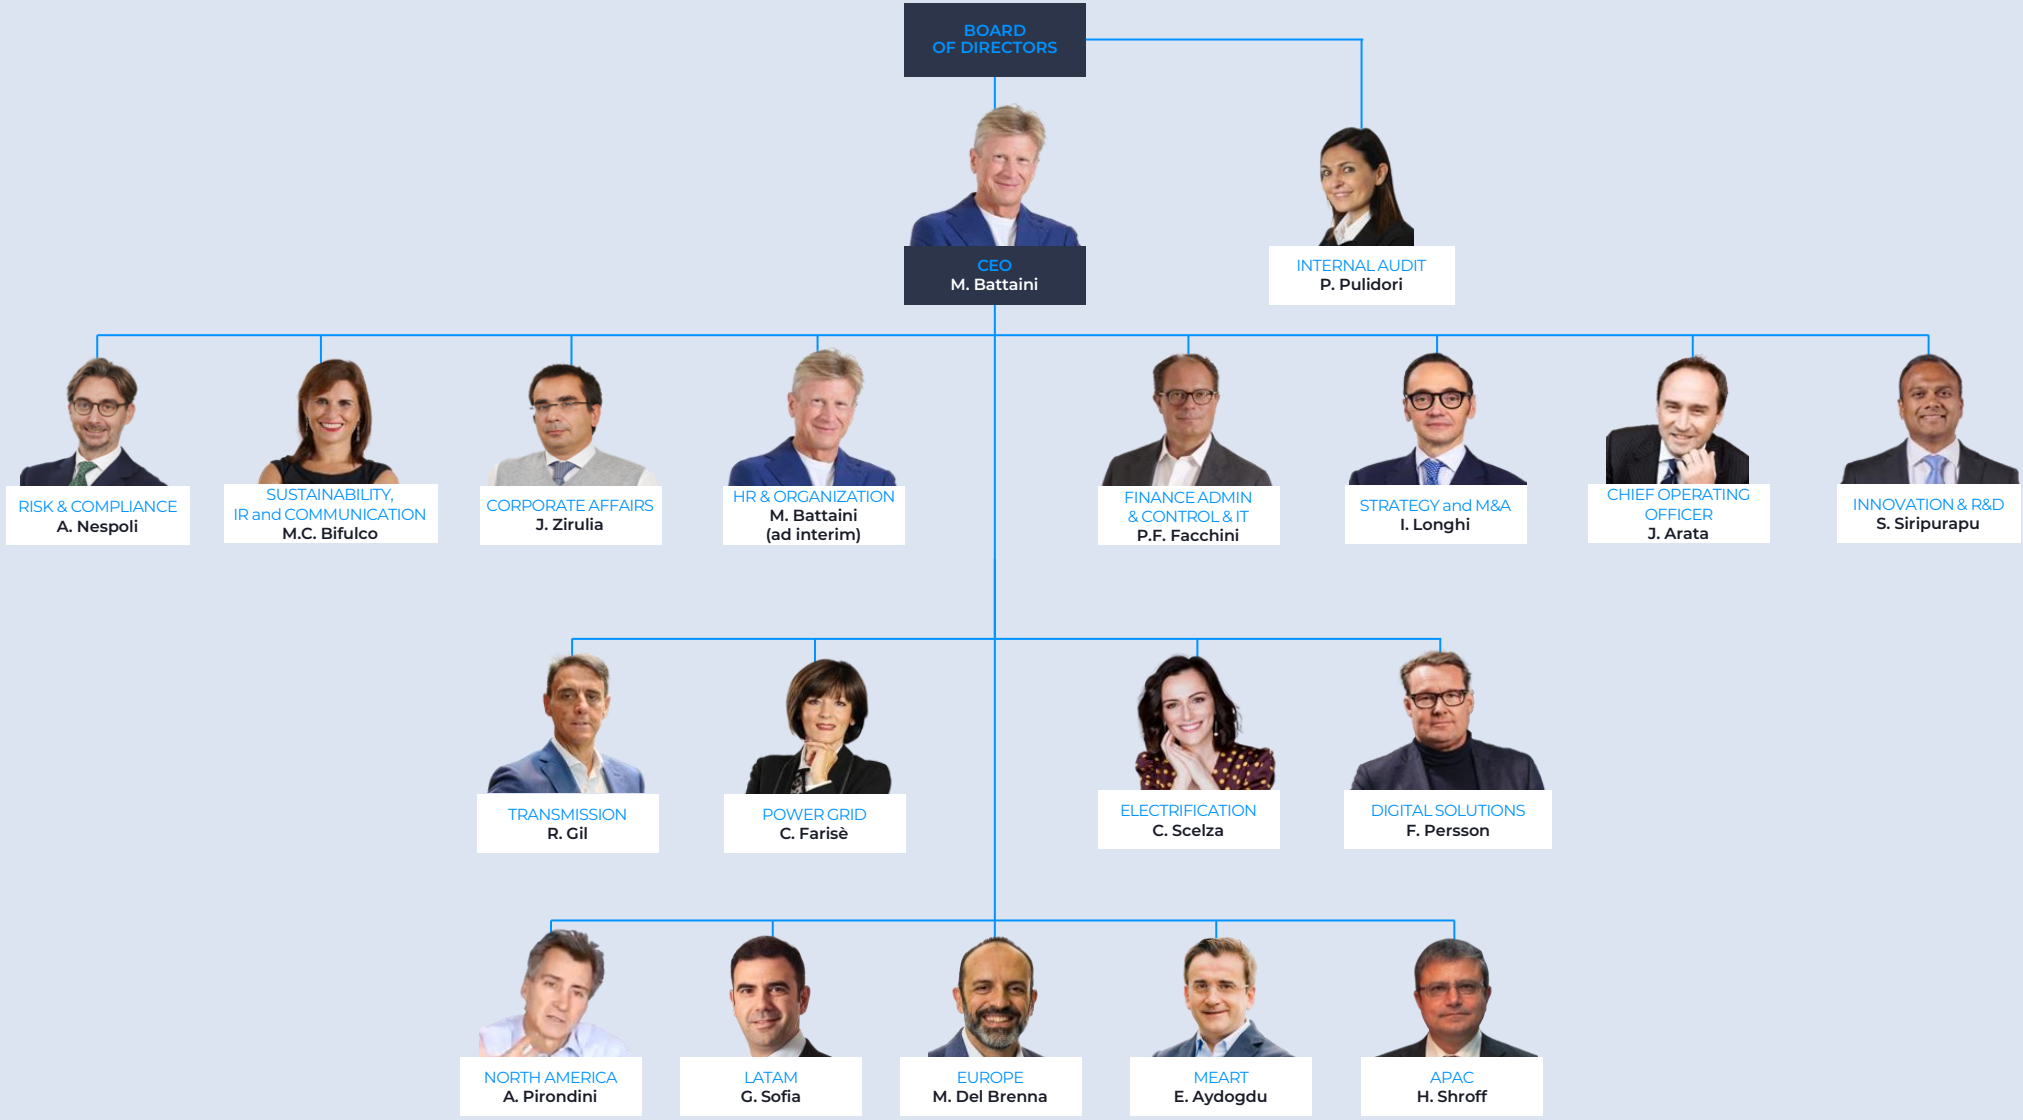 BOARD
OF DIRECTORS
CEO
M. Battaini
INTERNAL AUDIT
P. Pulidori
RISK & COMPLIANCE
A. Nespoli
SUSTAINABILITY,
IR and COMMUNICATION
M.C. Bifulco
CORPORATE AFFAIRS
J. Zirulia
HR & ORGANIZATION
M. Battaini
(ad interim)
FINANCE ADMIN
& CONTROL & IT
P.F. Facchini
STRATEGY and M&A
I. Longhi
CHIEF OPERATING
OFFICER
J. Arata
INNOVATION & R&D
S. Siripurapu
TRANSMISSION
R. Gil
POWER GRID
C. Farisè
ELECTRIFICATION
C. Scelza
DIGITAL SOLUTIONS
F. Persson
NORTH AMERICA
A. Pirondini
LATAM
G. Sofia
EUROPE
M. Del Brenna
MEART
E. Aydogdu
APAC
H. Shroff